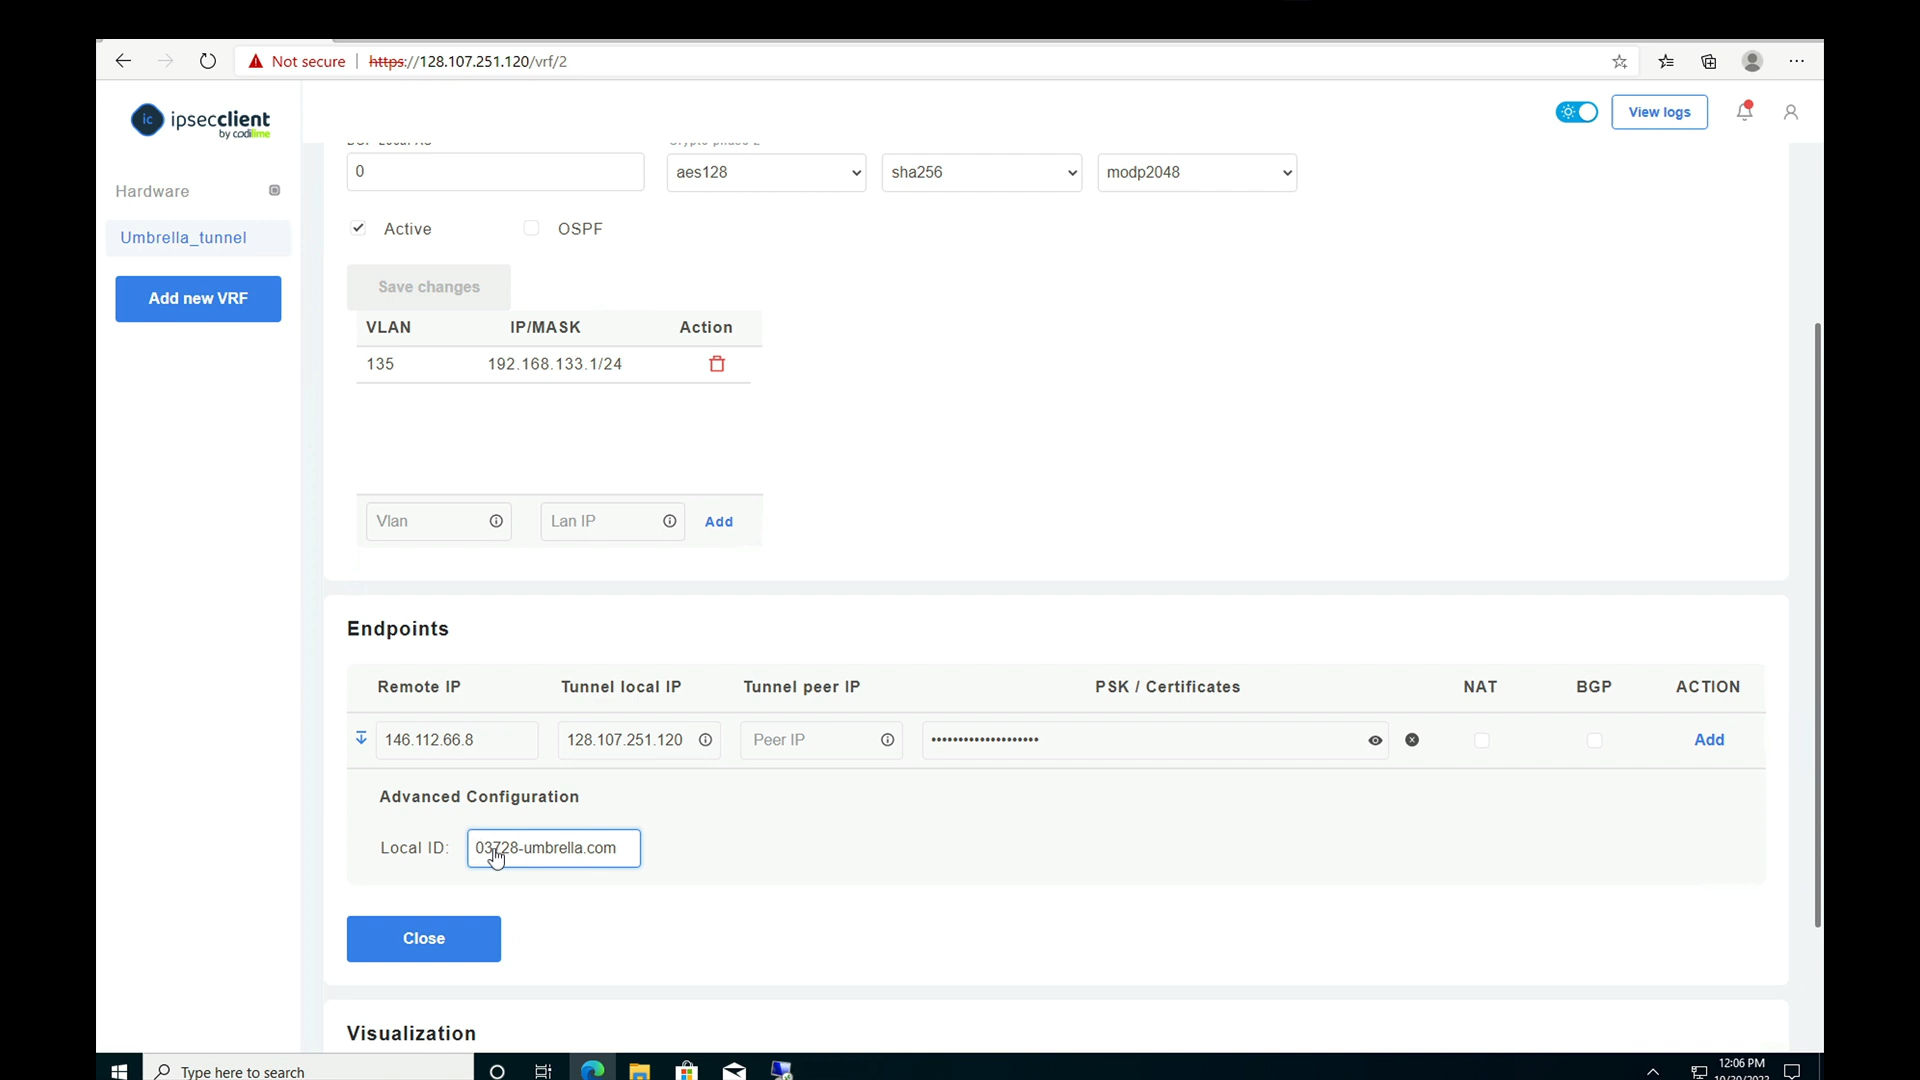 Not secure | https://128.107.251.120/vrf/2
ic ipsecclient
by codilime
View logs
Hardware
Umbrella_tunnel
Add new VRF
0
aes128
sha256
modp2048
Active
OSPF
Save changes
VLAN IP/MASK Action
135 192.168.133.1/24
Vlan Lan IP Add
Endpoints
Remote IP Tunnel local IP Tunnel peer IP PSK / Certificates NAT BGP ACTION
146.112.66.8 128.107.251.120 Peer IP •••••••••••••••••••• Add
Advanced Configuration
Local ID: 03728-umbrella.com
Close
Visualization
Type here to search
12:06 PM